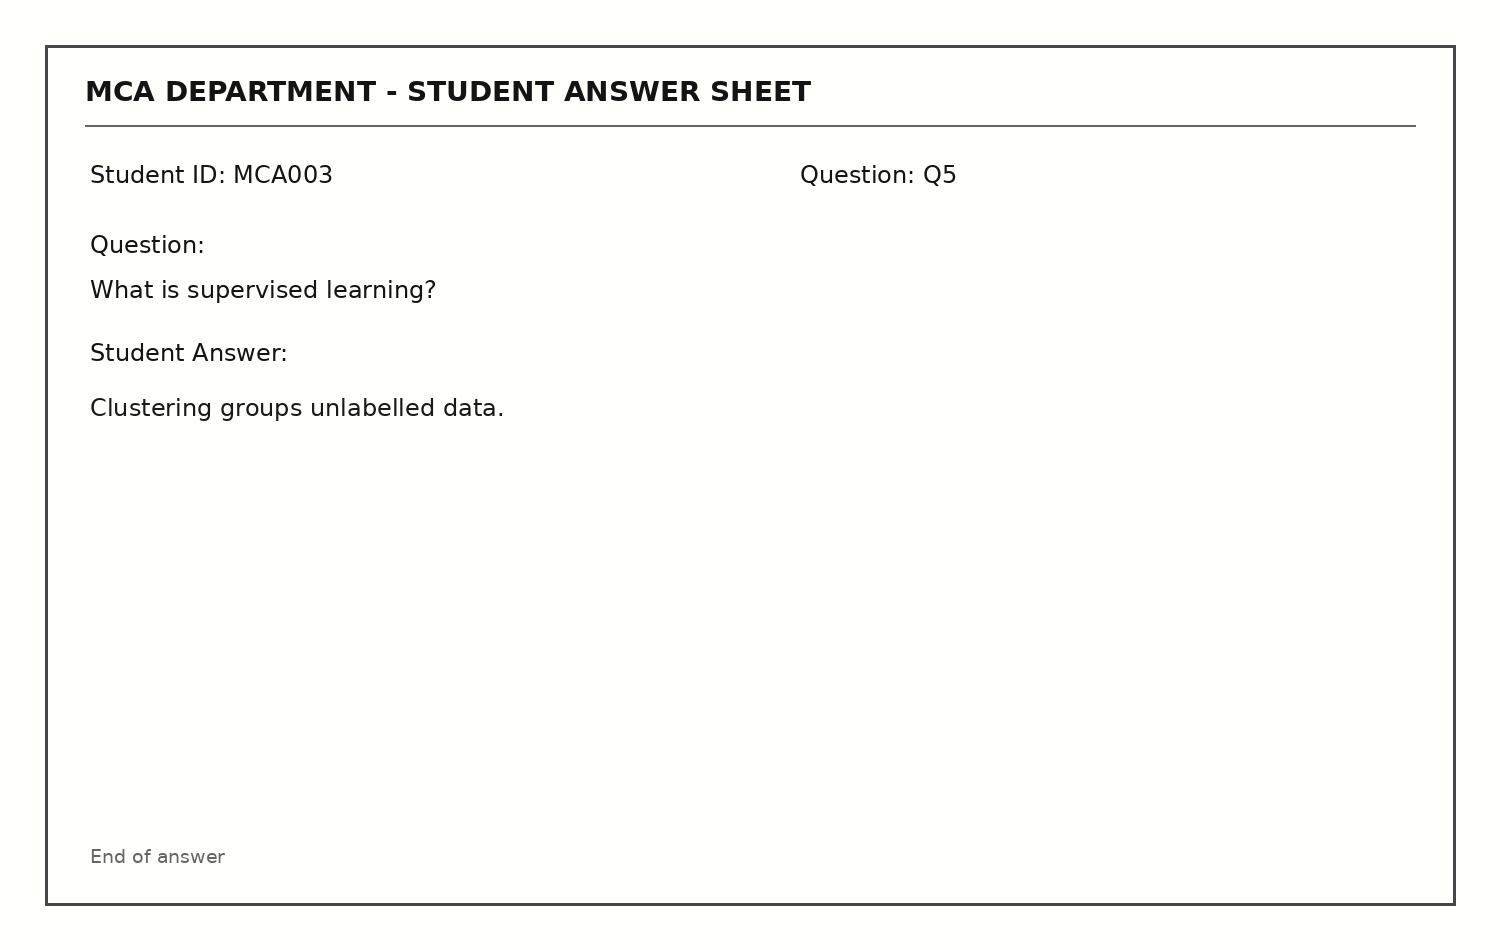 MCA DEPARTMENT - STUDENT ANSWER SHEET
Student ID: MCA003 Question: Q5
Question:
What is supervised learning?
Student Answer:
Clustering groups unlabelled data.
End of answer